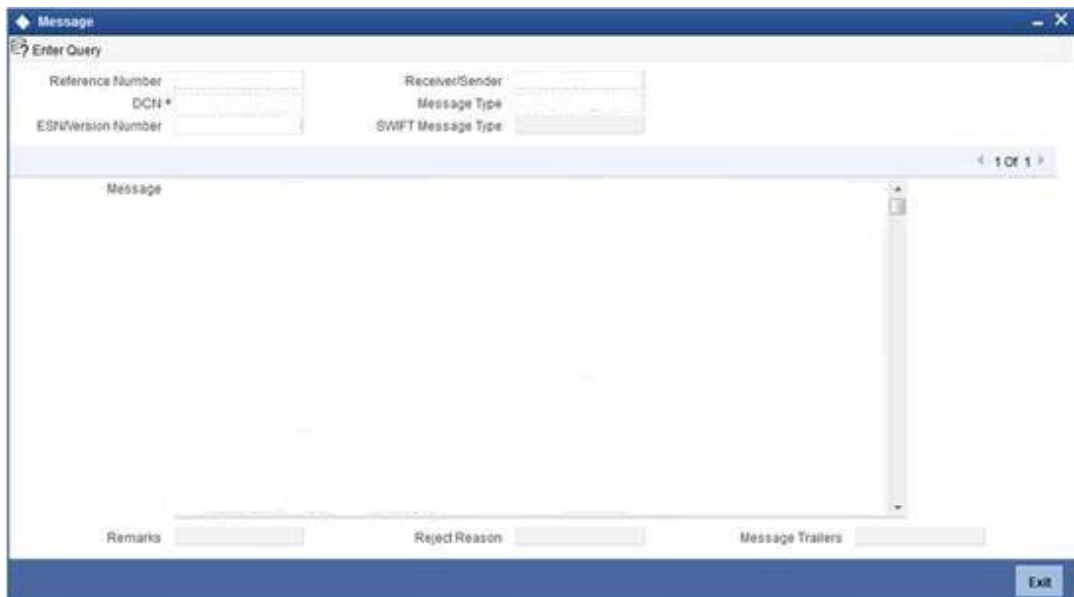 Message
Enter Query
Reference Number
Receiver/Sender
DCN *
Message Type
ESN/Version Number
SWIFT Message Type
1 Of 1
Message
Remarks
Reject Reason
Message Trailers
Exit